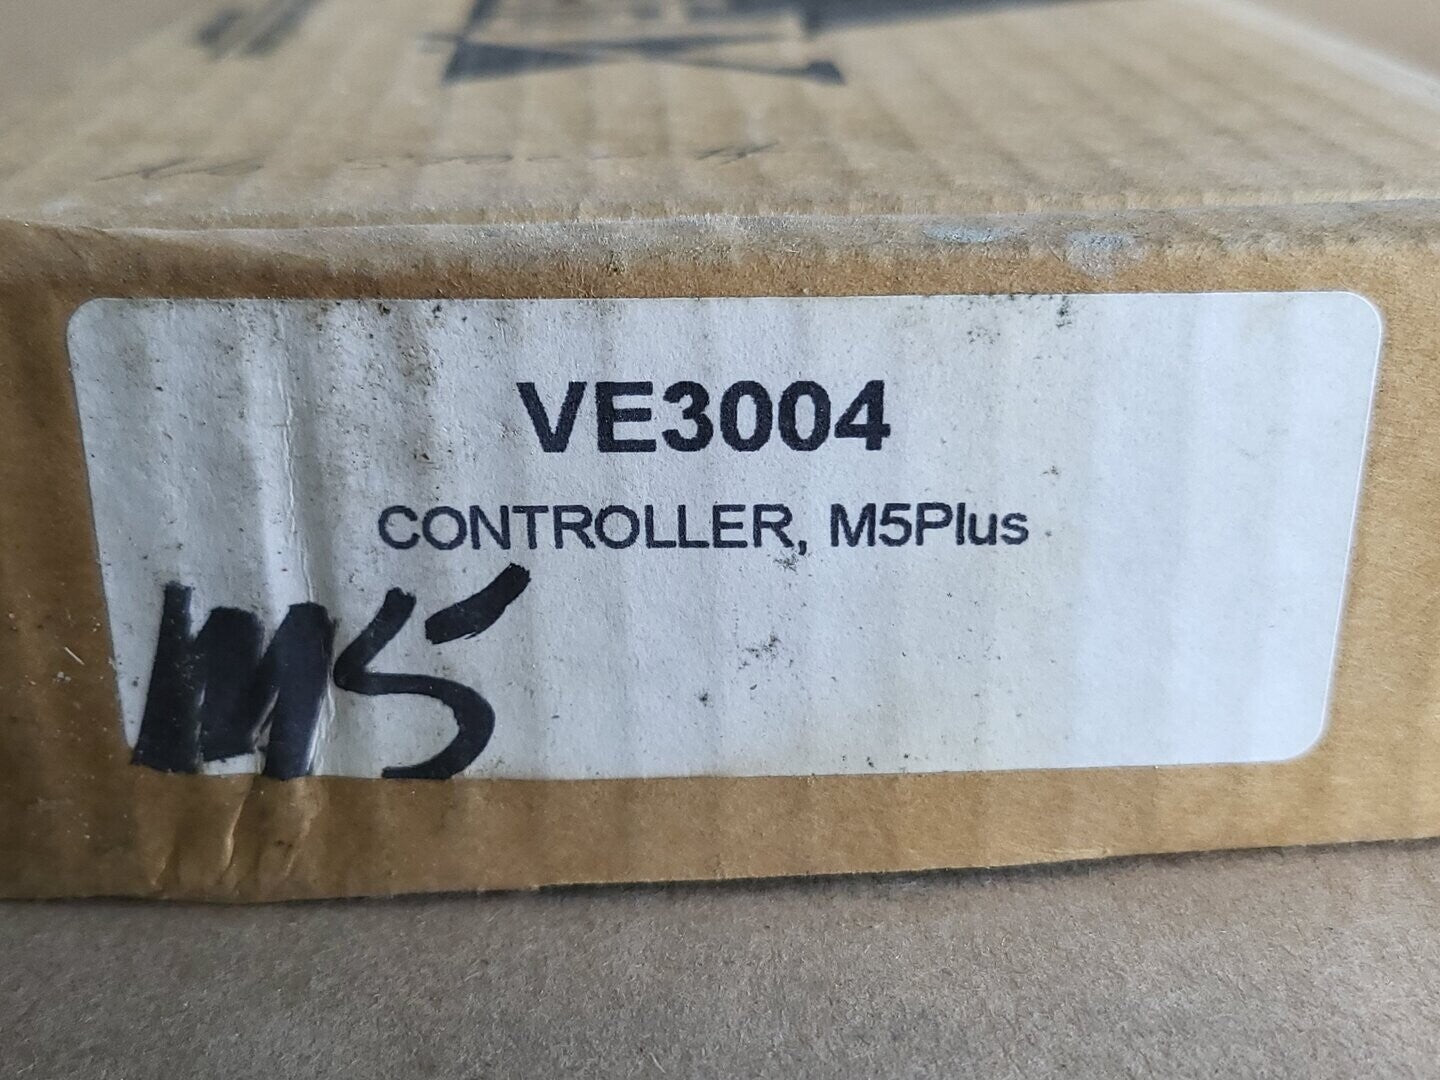 VE3004
CONTROLLER, M5Plus
M5